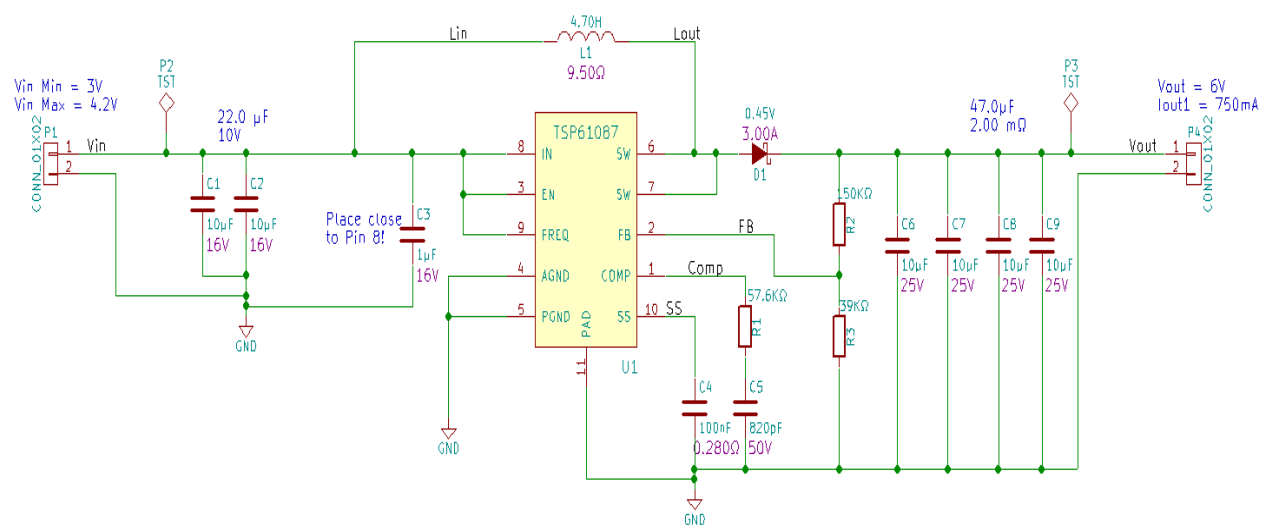 4.70H
Lin
Lout
L1
9.50Ω
P2
TST
P3
TST
Vin Min = 3V
Vin Max = 4.2V
Vout = 6V
Iout1 = 750mA
22.0 µF
10V
47.0µF
2.00 mΩ
TSP61087
0.45V
3.00A
D1
P1
CONN_01X02
1
2
Vin
P4
CONN_01X02
1
2
Vout
8
IN
3
EN
9
FREQ
4
AGND
5
PGND
PAD
11
SW
6
SW
7
FB
2
COMP
1
SS
10
U1
FB
Comp
SS
C1
10µF
16V
C2
10µF
16V
Place close
to Pin 8!
C3
1µF
16V
150KΩ
R2
39KΩ
R3
57.6KΩ
R1
C6
10µF
25V
C7
10µF
25V
C8
10µF
25V
C9
10µF
25V
C4
100nF
0.280Ω
C5
820pF
50V
GND
GND
GND